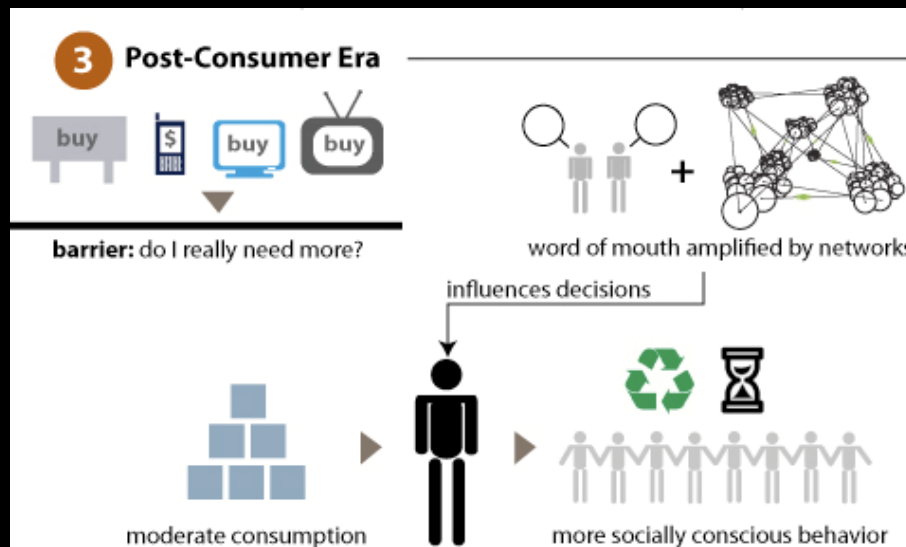 3 Post-Consumer Era
buy
$
buy
buy
barrier: do I really need more?
word of mouth amplified by networks
influences decisions
moderate consumption
more socially conscious behavior